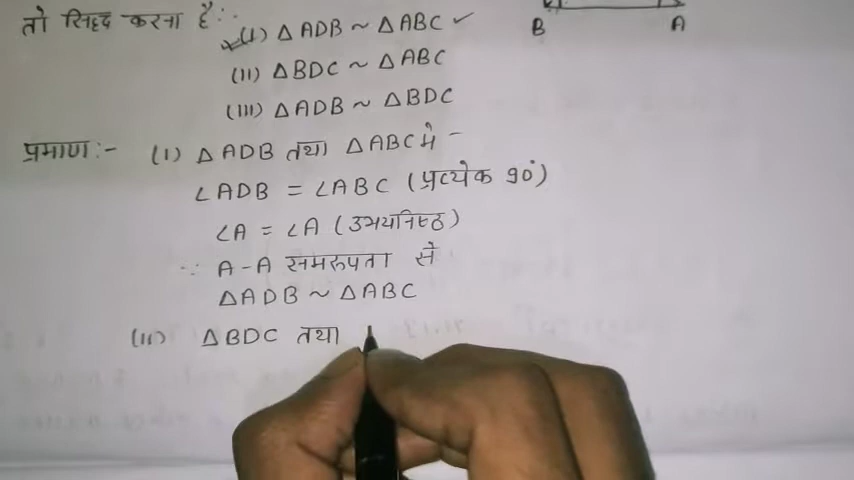 तो सिद्ध करना है :-
(I) △ADB ~ △ABC ✓
(II) △BDC ~ △ABC
(III) △ADB ~ △BDC
B A
प्रमाण :- (I) △ADB तथा △ABC मे -
∠ADB = ∠ABC (प्रत्येक 90°)
∠A = ∠A (उभयनिष्ठ)
∵ A-A समरुपता से
△ADB ~ △ABC
(II) △BDC तथा